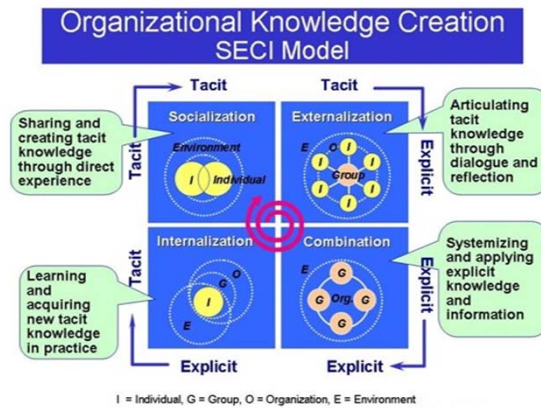 Organizational Knowledge Creation
SECI Model
Tacit
Tacit
Sharing and
creating tacit
knowledge
through direct
experience
Tacit
Socialization
Environment
I
Individual
Externalization
E
O
I
I
I
Group
I
I
I
Explicit
Articulating
tacit
knowledge
through
dialogue and
reflection
Learning
and
acquiring
new tacit
knowledge
in practice
Tacit
Internalization
O
G
I
E
Combination
E
G
G
Org.
G
G
Explicit
Systemizing
and applying
explicit
knowledge
and
information
Explicit
Explicit
I = Individual, G = Group, O = Organization, E = Environment